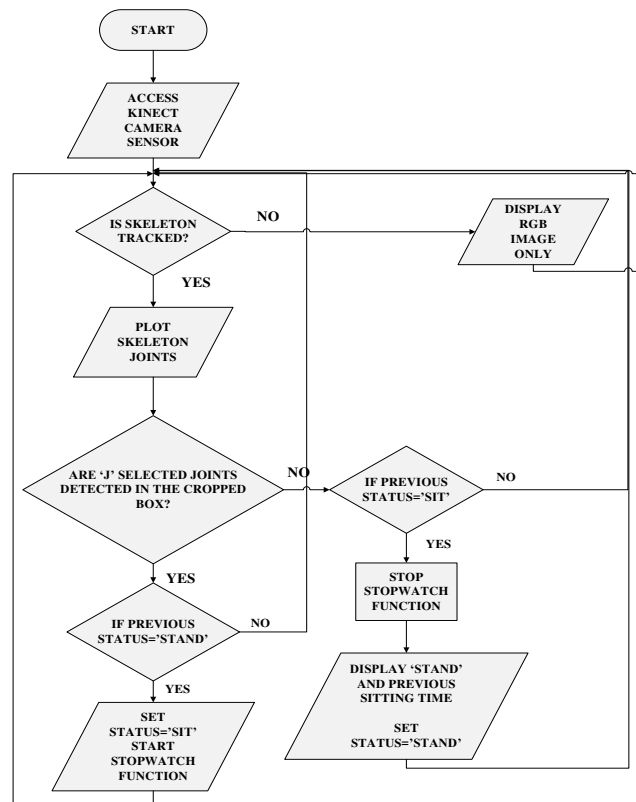 START
ACCESS
KINECT
CAMERA
SENSOR
IS SKELETON
TRACKED?
NO
DISPLAY
RGB
IMAGE
ONLY
YES
PLOT
SKELETON
JOINTS
ARE ‘J’ SELECTED JOINTS
DETECTED IN THE CROPPED
BOX?
NO
IF PREVIOUS
STATUS=’SIT’
NO
YES
STOP
STOPWATCH
FUNCTION
DISPLAY ‘STAND’
AND PREVIOUS
SITTING TIME
SET
STATUS=’STAND’
YES
IF PREVIOUS
STATUS=’STAND’
NO
YES
SET
STATUS=’SIT’
START
STOPWATCH
FUNCTION